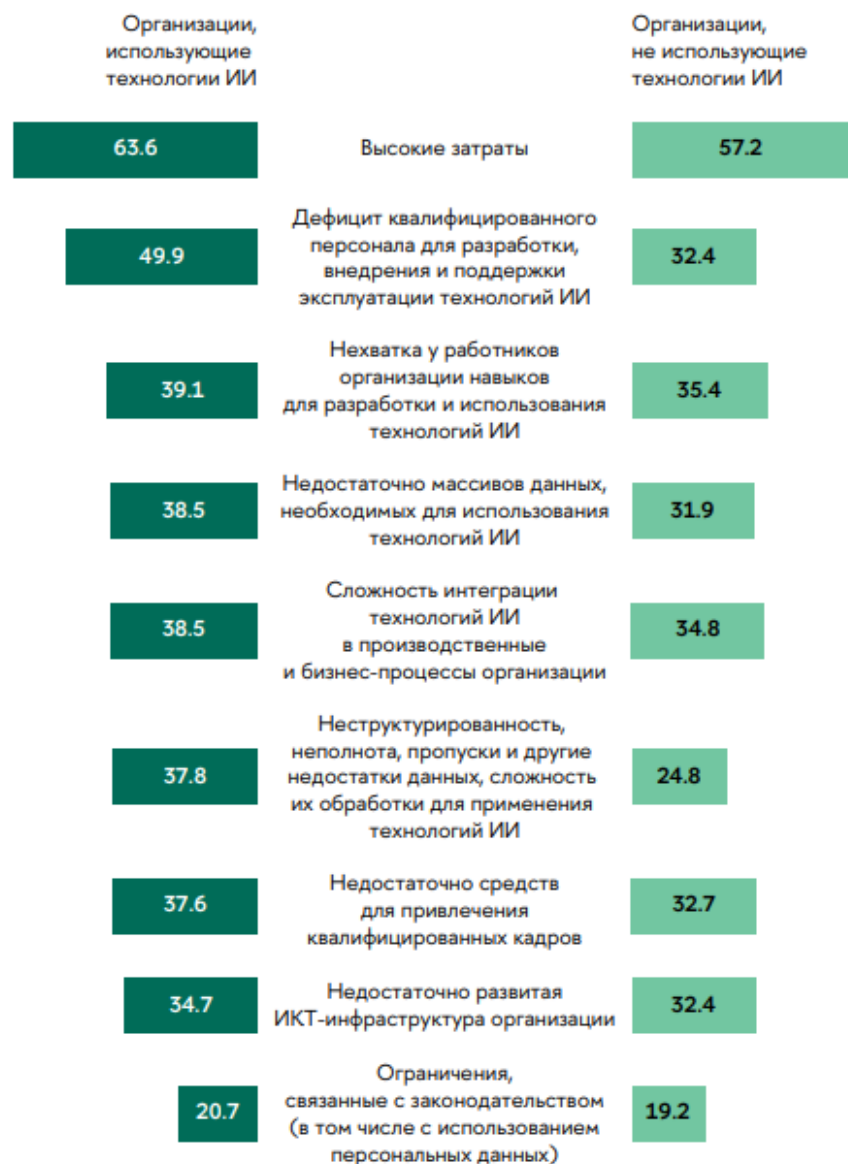 Организации,
использующие
технологии ИИ
Организации,
не использующие
технологии ИИ
63.6
Высокие затраты
57.2
49.9
Дефицит квалифицированного
персонала для разработки,
внедрения и поддержки
эксплуатации технологий ИИ
32.4
39.1
Нехватка у работников
организации навыков
для разработки и использования
технологий ИИ
35.4
38.5
Недостаточно массивов данных,
необходимых для использования
технологий ИИ
31.9
38.5
Сложность интеграции
технологий ИИ
в производственные
и бизнес-процессы организации
34.8
37.8
Неструктурированность,
неполнота, пропуски и другие
недостатки данных, сложность
их обработки для применения
технологий ИИ
24.8
37.6
Недостаточно средств
для привлечения
квалифицированных кадров
32.7
34.7
Недостаточно развитая
ИКТ-инфраструктура организации
32.4
20.7
Ограничения,
связанные с законодательством
(в том числе с использованием
персональных данных)
19.2